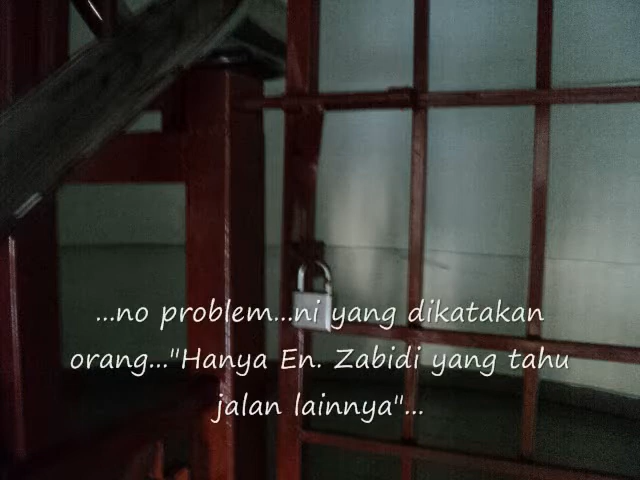 ...no problem...ni yang dikatakan
orang..."Hanya En. Zabidi yang tahu
jalan lainnya"...